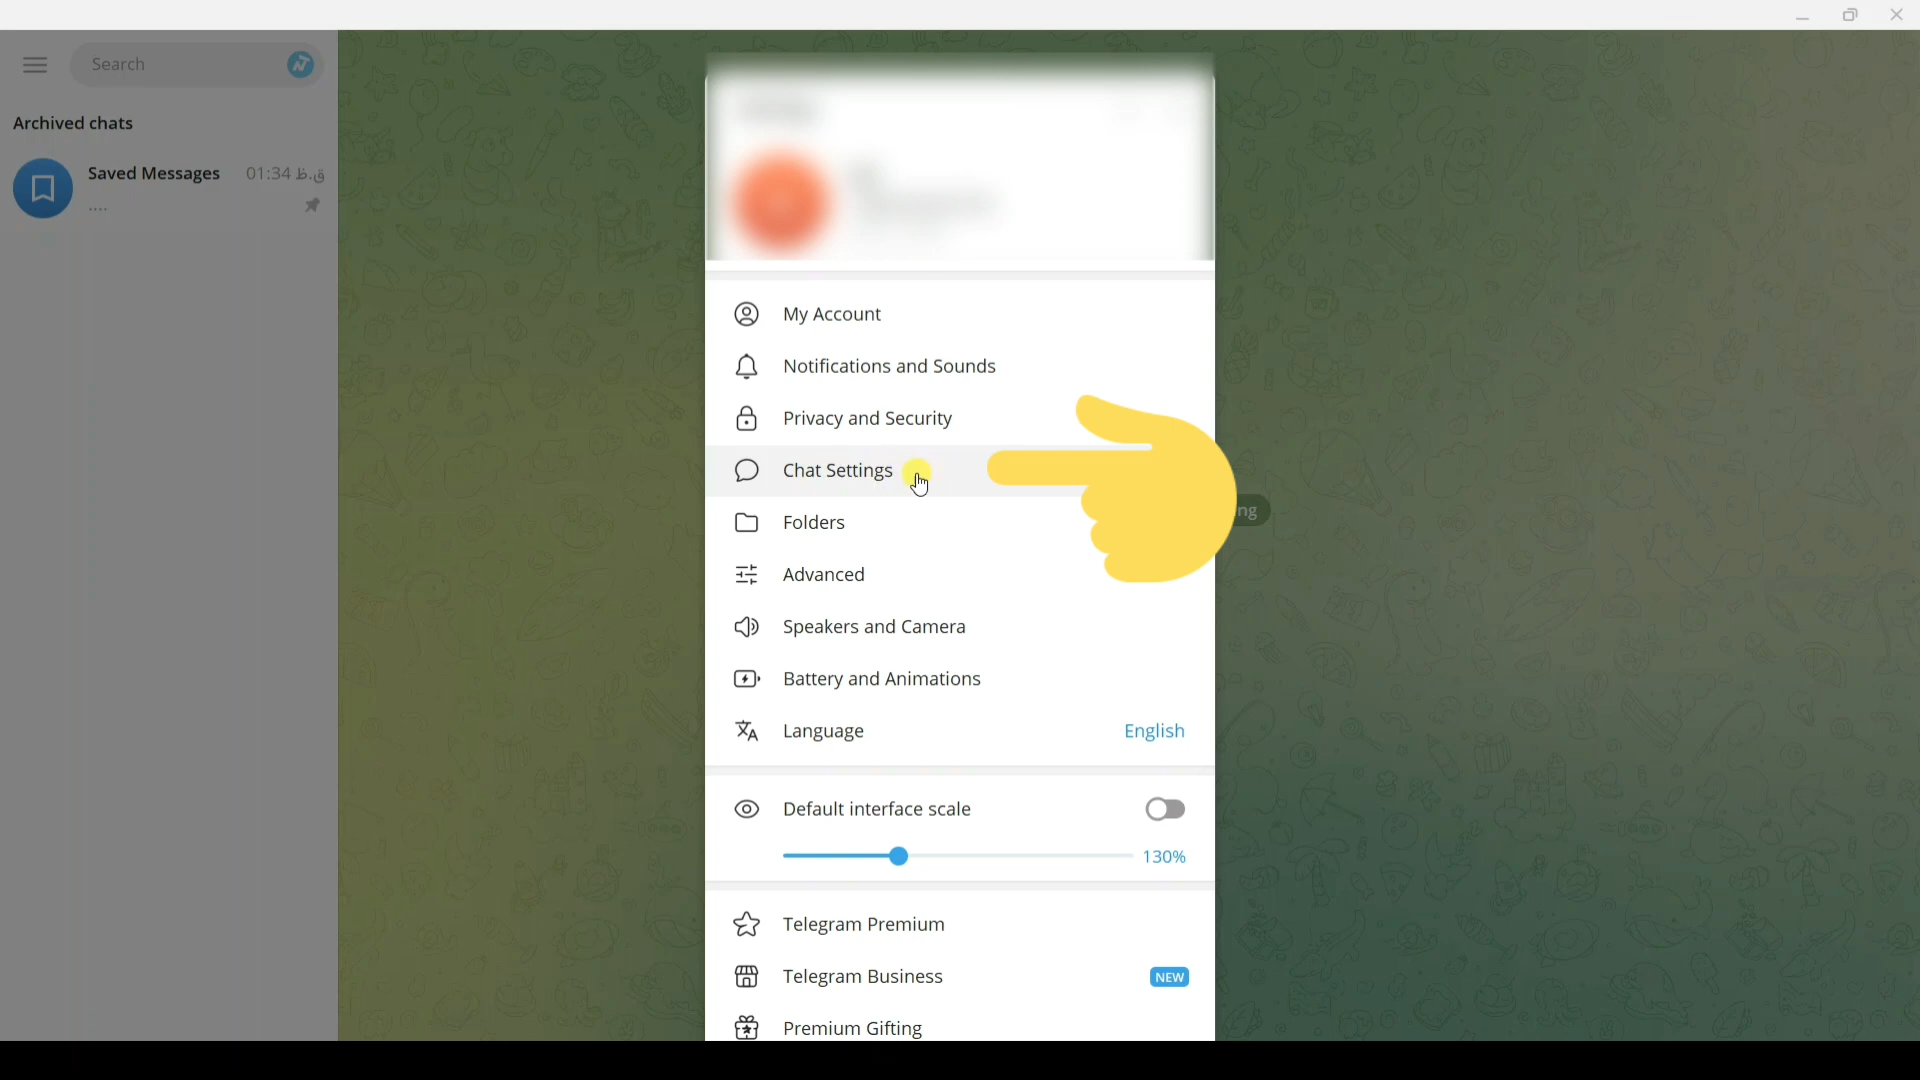 Search
Archived chats
Saved Messages 01:34 ق.ظ
....
My Account
Notifications and Sounds
Privacy and Security
Chat Settings
ng
Folders
Advanced
Speakers and Camera
Battery and Animations
Language English
Default interface scale
130%
Telegram Premium
Telegram Business NEW
Premium Gifting